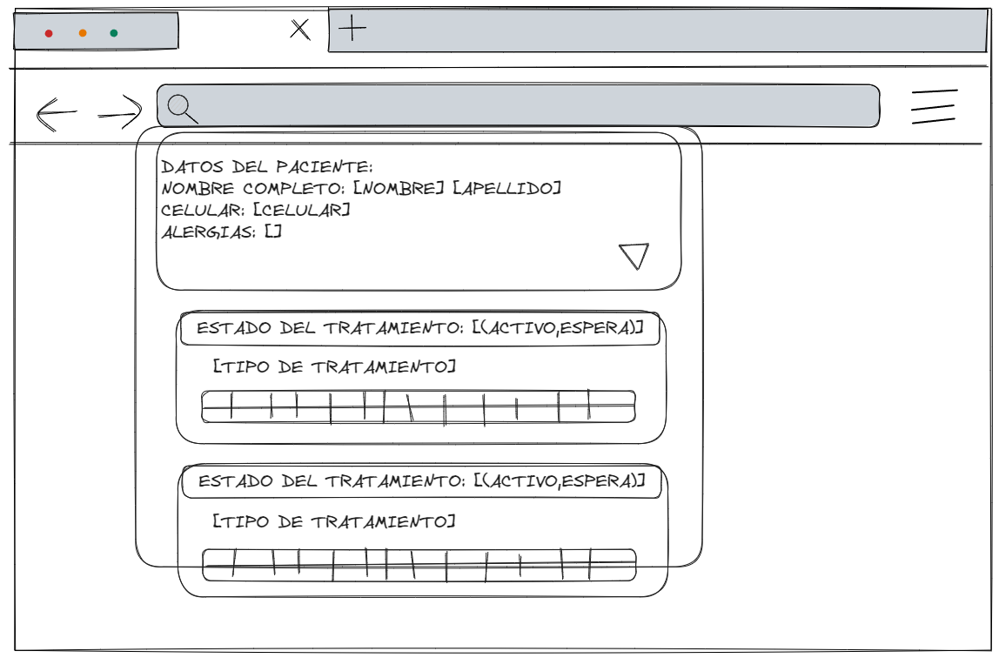 DATOS DEL PACIENTE:
NOMBRE COMPLETO: [NOMBRE] [APELLIDO]
CELULAR: [CELULAR]
ALERGIAS: []
ESTADO DEL TRATAMIENTO: [(ACTIVO,ESPERA)]
[TIPO DE TRATAMIENTO]
ESTADO DEL TRATAMIENTO: [(ACTIVO,ESPERA)]
[TIPO DE TRATAMIENTO]